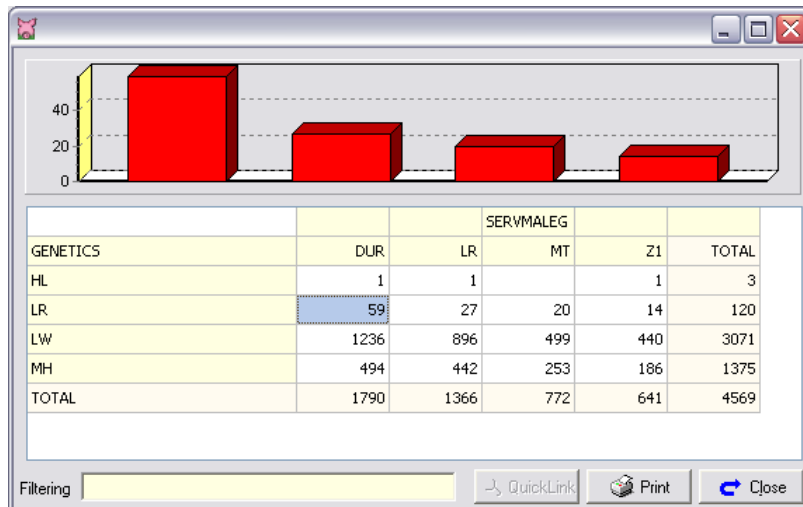 40
20
0
SERVMALEG
GENETICS DUR LR MT Z1 TOTAL
HL 1 1 1 3
LR 59 27 20 14 120
LW 1236 896 499 440 3071
MH 494 442 253 186 1375
TOTAL 1790 1366 772 641 4569
Filtering QuickLink Print Close